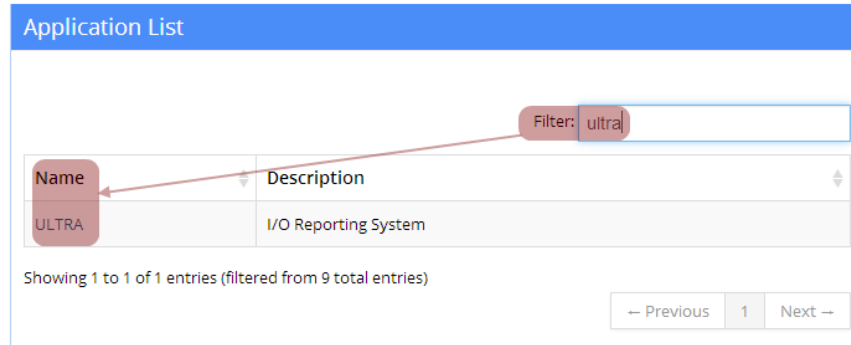 Application List
Filter: ultra
Name Description
ULTRA I/O Reporting System
Showing 1 to 1 of 1 entries (filtered from 9 total entries)
← Previous 1 Next →